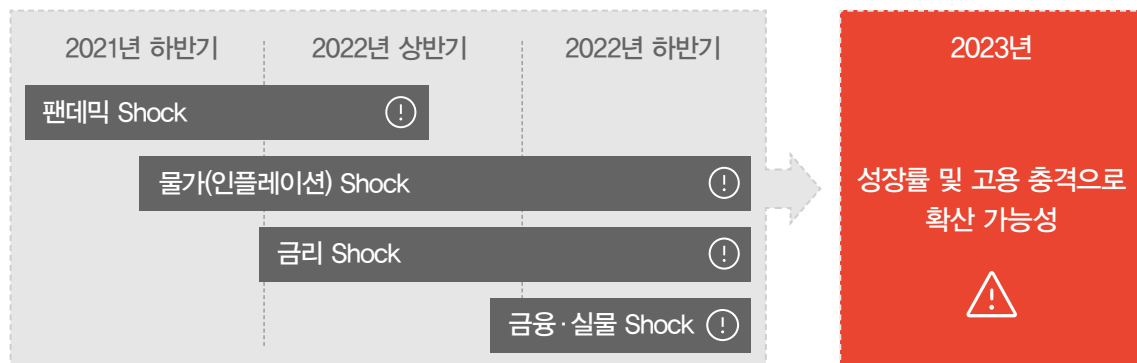 2021년 하반기
2022년 상반기
2022년 하반기
2023년
팬데믹 Shock
물가(인플레이션) Shock
금리 Shock
금융·실물 Shock
성장률 및 고용 충격으로
확산 가능성